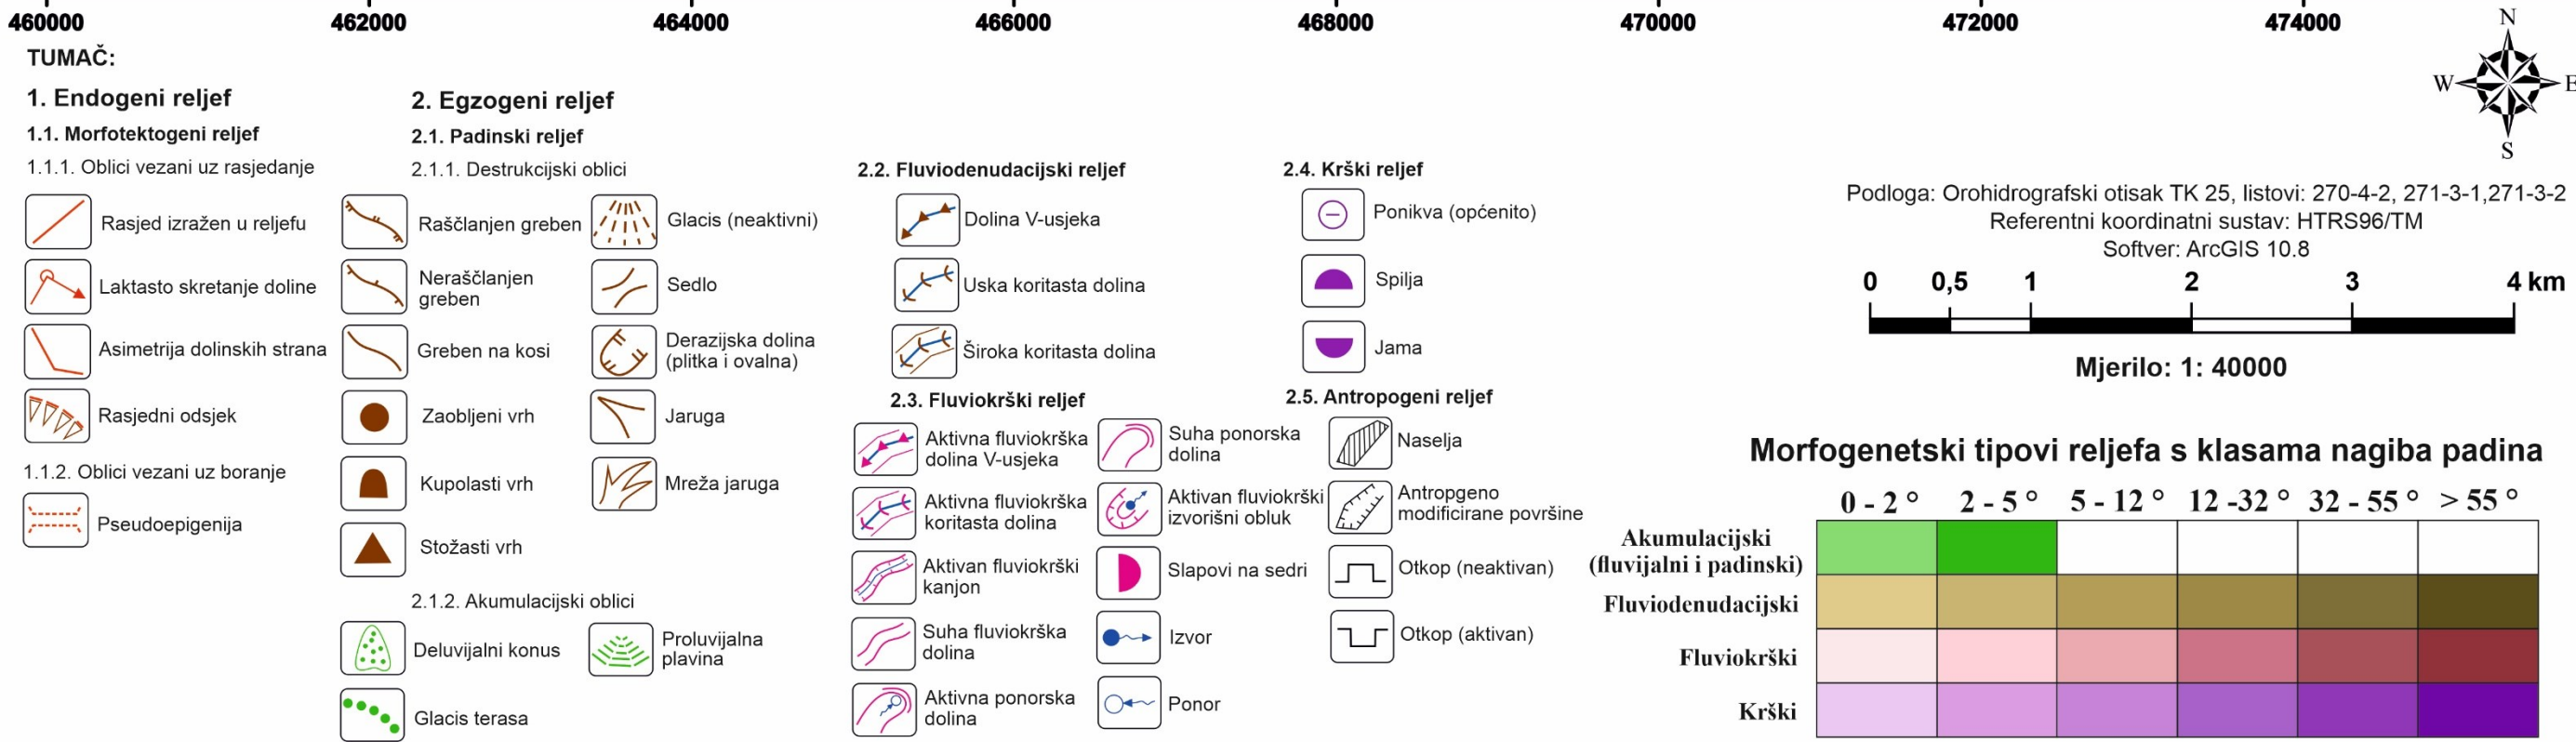 460000 462000 464000 466000 468000 470000 472000 474000
TUMAČ:
1. Endogeni reljef
1.1. Morfotektogeni reljef
1.1.1. Oblici vezani uz rasjedanje
Rasjed izražen u reljefu
Laktasto skretanje doline
Asimetrija dolinskih strana
Rasjedni odsjek
1.1.2. Oblici vezani uz boranje
Pseudoepigenija
2. Egzogeni reljef
2.1. Padinski reljef
2.1.1. Destrukcijski oblici
Raščlanjen greben
Neraščlanjen
greben
Greben na kosi
Zaobljeni vrh
Kupolasti vrh
Stožasti vrh
Glacis (neaktivni)
Sedlo
Derazijska dolina
(plitka i ovalna)
Jaruga
Mreža jaruga
2.1.2. Akumulacijski oblici
Deluvijalni konus
Glacis terasa
Proluvijalna
plavina
2.2. Fluviodenudacijski reljef
Dolina V-usjeka
Uska koritasta dolina
Široka koritasta dolina
2.3. Fluviokrški reljef
Aktivna fluviokrška
dolina V-usjeka
Aktivna fluviokrška
koritasta dolina
Aktivan fluviokrški
kanjon
Suha fluviokrška
dolina
Aktivna ponorska
dolina
Suha ponorska
dolina
Aktivan fluviokrški
izvorišni obluk
Slapovi na sedri
Izvor
Ponor
2.4. Krški reljef
Ponikva (općenito)
Spilja
Jama
2.5. Antropogeni reljef
Naselja
Antropgeno
modificirane površine
Otkop (neaktivan)
Otkop (aktivan)
N
W E
S
Podloga: Orohidrografski otisak TK 25, listovi: 270-4-2, 271-3-1,271-3-2
Referentni koordinatni sustav: HTRS96/TM
Softver: ArcGIS 10.8
0 0,5 1 2 3 4 km
Mjerilo: 1: 40000
Morfogenetski tipovi reljefa s klasama nagiba padina
0 - 2 ° 2 - 5 ° 5 - 12 ° 12 -32 ° 32 - 55 ° > 55 °
Akumulacijski
(fluvijalni i padinski)
Fluviodenudacijski
Fluviokrški
Krški